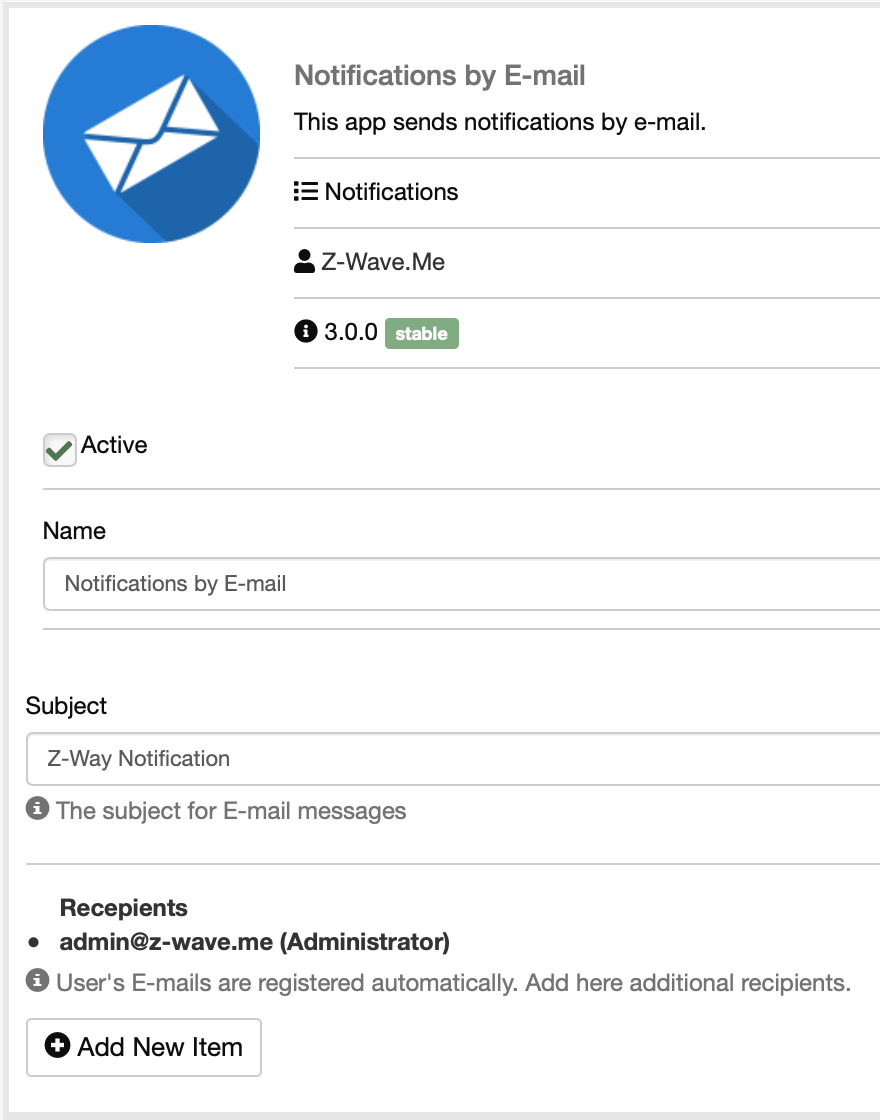 Notifications by E-mail
This app sends notifications by e-mail.
Notifications
Z-Wave.Me
3.0.0 stable
Active
Name
Notifications by E-mail
Subject
Z-Way Notification
The subject for E-mail messages
Recepients
• admin@z-wave.me (Administrator)
User's E-mails are registered automatically. Add here additional recipients.
Add New Item